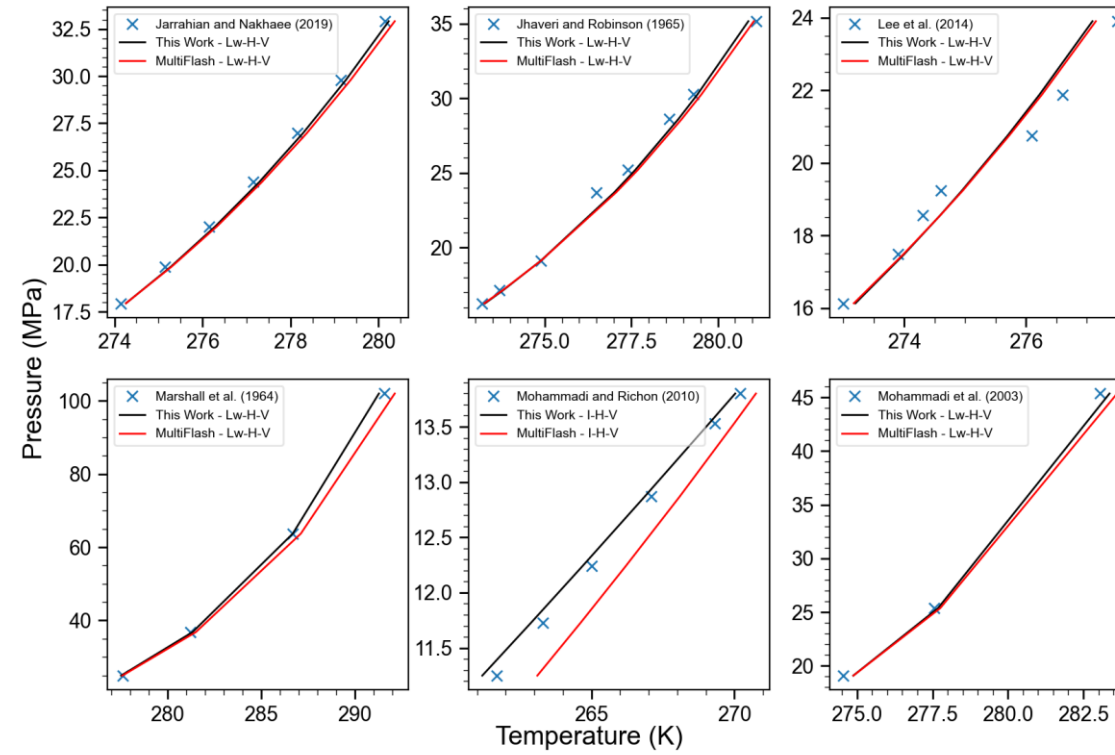 Jarrahian and Nakhaee (2019)
This Work - Lw-H-V
MultiFlash - Lw-H-V
32.5
30.0
27.5
25.0
22.5
20.0
17.5
274
276
278
280
Jhaveri and Robinson (1965)
This Work - Lw-H-V
MultiFlash - Lw-H-V
35
30
25
20
275.0
277.5
280.0
Lee et al. (2014)
This Work - Lw-H-V
MultiFlash - Lw-H-V
24
22
20
18
16
274
276
Pressure (MPa)
Marshall et al. (1964)
This Work - Lw-H-V
MultiFlash - Lw-H-V
100
80
60
40
280
285
290
Mohammadi and Richon (2010)
This Work - I-H-V
MultiFlash - I-H-V
13.5
13.0
12.5
12.0
11.5
265
270
Mohammadi et al. (2003)
This Work - Lw-H-V
MultiFlash - Lw-H-V
45
40
35
30
25
20
275.0
277.5
280.0
282.5
Temperature (K)